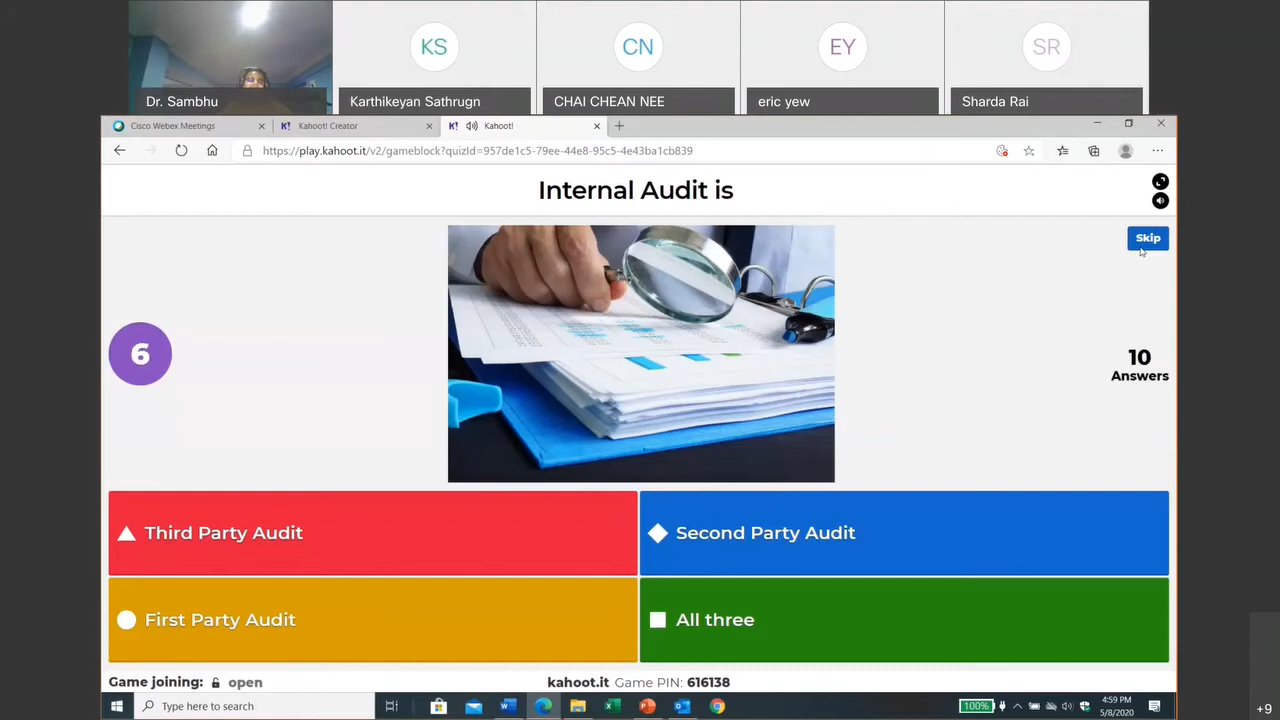 KS
CN
EY
SR
Dr. Sambhu
Karthikeyan Sathrugn
CHAI CHEAN NEE
eric yew
Sharda Rai
Cisco Webex Meetings
K! Kahoot! Creator
K! Kahoot!
https://play.kahoot.it/v2/gameblock?quizId=957de1c5-79ee-44e8-95c5-4e43ba1cb839
Internal Audit is
Skip
6
10
Answers
Third Party Audit
Second Party Audit
First Party Audit
All three
Game joining: open
kahoot.it Game PIN: 616138
Type here to search
100%
4:59 PM
5/8/2020
+9